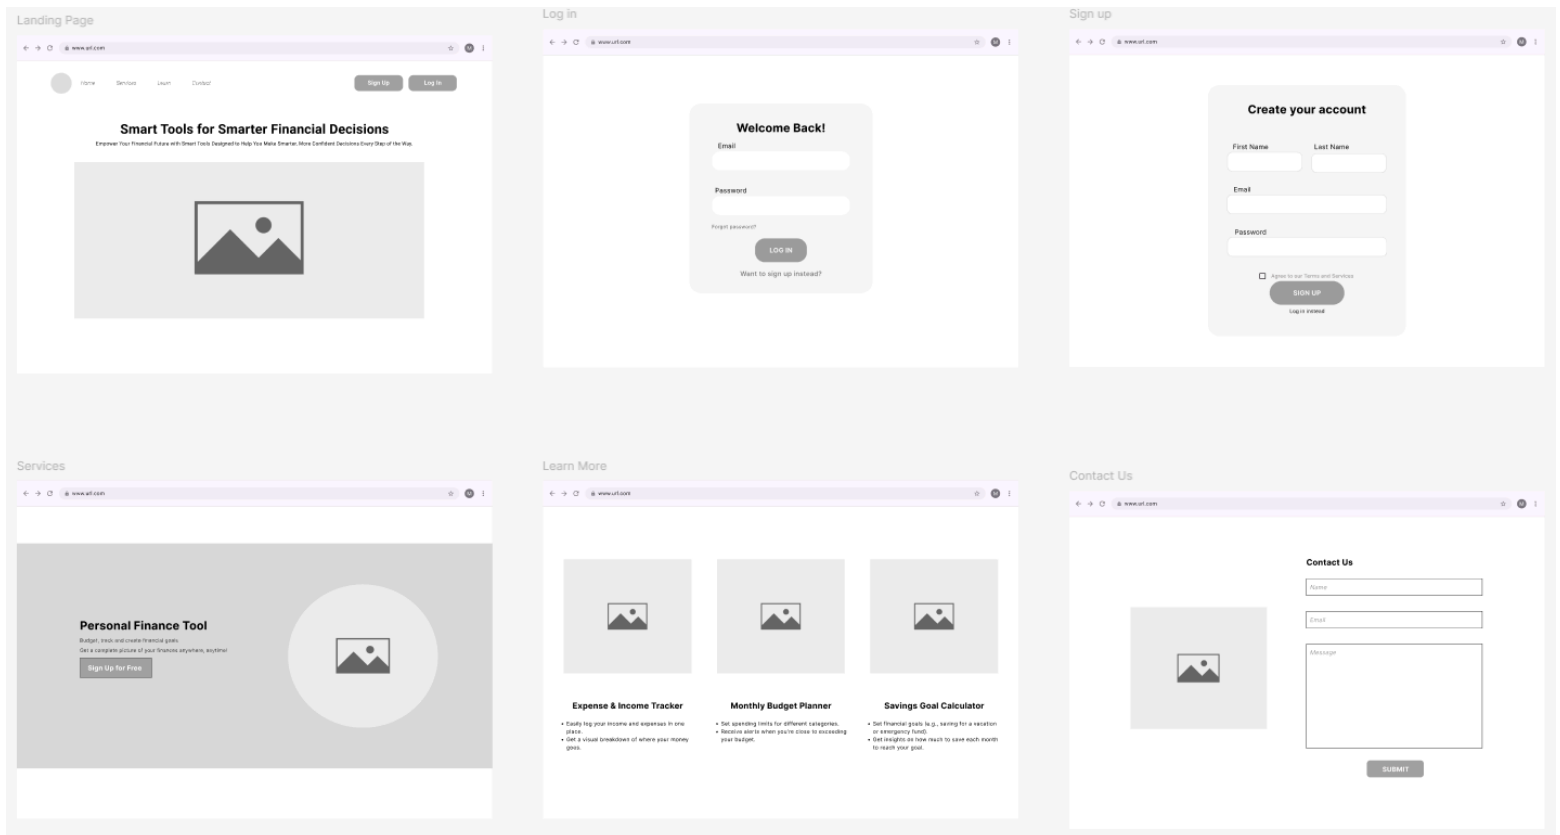 Landing Page
www.url.com
M
Home Services Learn Contact
Sign Up Log In
Smart Tools for Smarter Financial Decisions
Empower Your Financial Future with Smart Tools Designed to Help You Make Smarter, More Confident Decisions Every Step of the Way.
Log in
www.url.com
M
Welcome Back!
Email
Password
Forgot password?
LOG IN
Want to sign up instead?
Sign up
www.url.com
M
Create your account
First Name Last Name
Email
Password
Agree to our Terms and Services
SIGN UP
Log in instead
Services
www.url.com
M
Personal Finance Tool
Budget, track and create financial goals
Get a complete picture of your finances anywhere, anytime!
Sign Up for Free
Learn More
www.url.com
M
Expense & Income Tracker
• Easily log your income and expenses in one
place.
• Get a visual breakdown of where your money
goes.
Monthly Budget Planner
• Set spending limits for different categories.
• Receive alerts when you're close to exceeding
your budget.
Savings Goal Calculator
• Set financial goals (e.g., saving for a vacation
or emergency fund).
• Get insights on how much to save each month
to reach your goal.
Contact Us
www.url.com
M
Contact Us
Name
Email
Message
SUBMIT